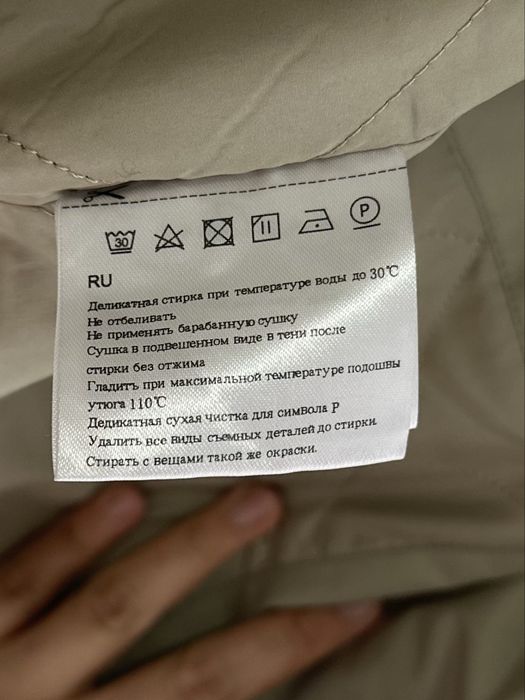 30
P
RU
Деликатная стирка при температуре воды до 30℃
Не отбеливать
Не применять барабанную сушку
Сушка в подвешенном виде в тени после
стирки без отжима
Гладить при максимальной температуре подошвы
утюга 110℃
Дедикатная сухая чистка для символа P
Удалить все виды съемных деталей до стирки.
Стирать с вещами такой же окраски.